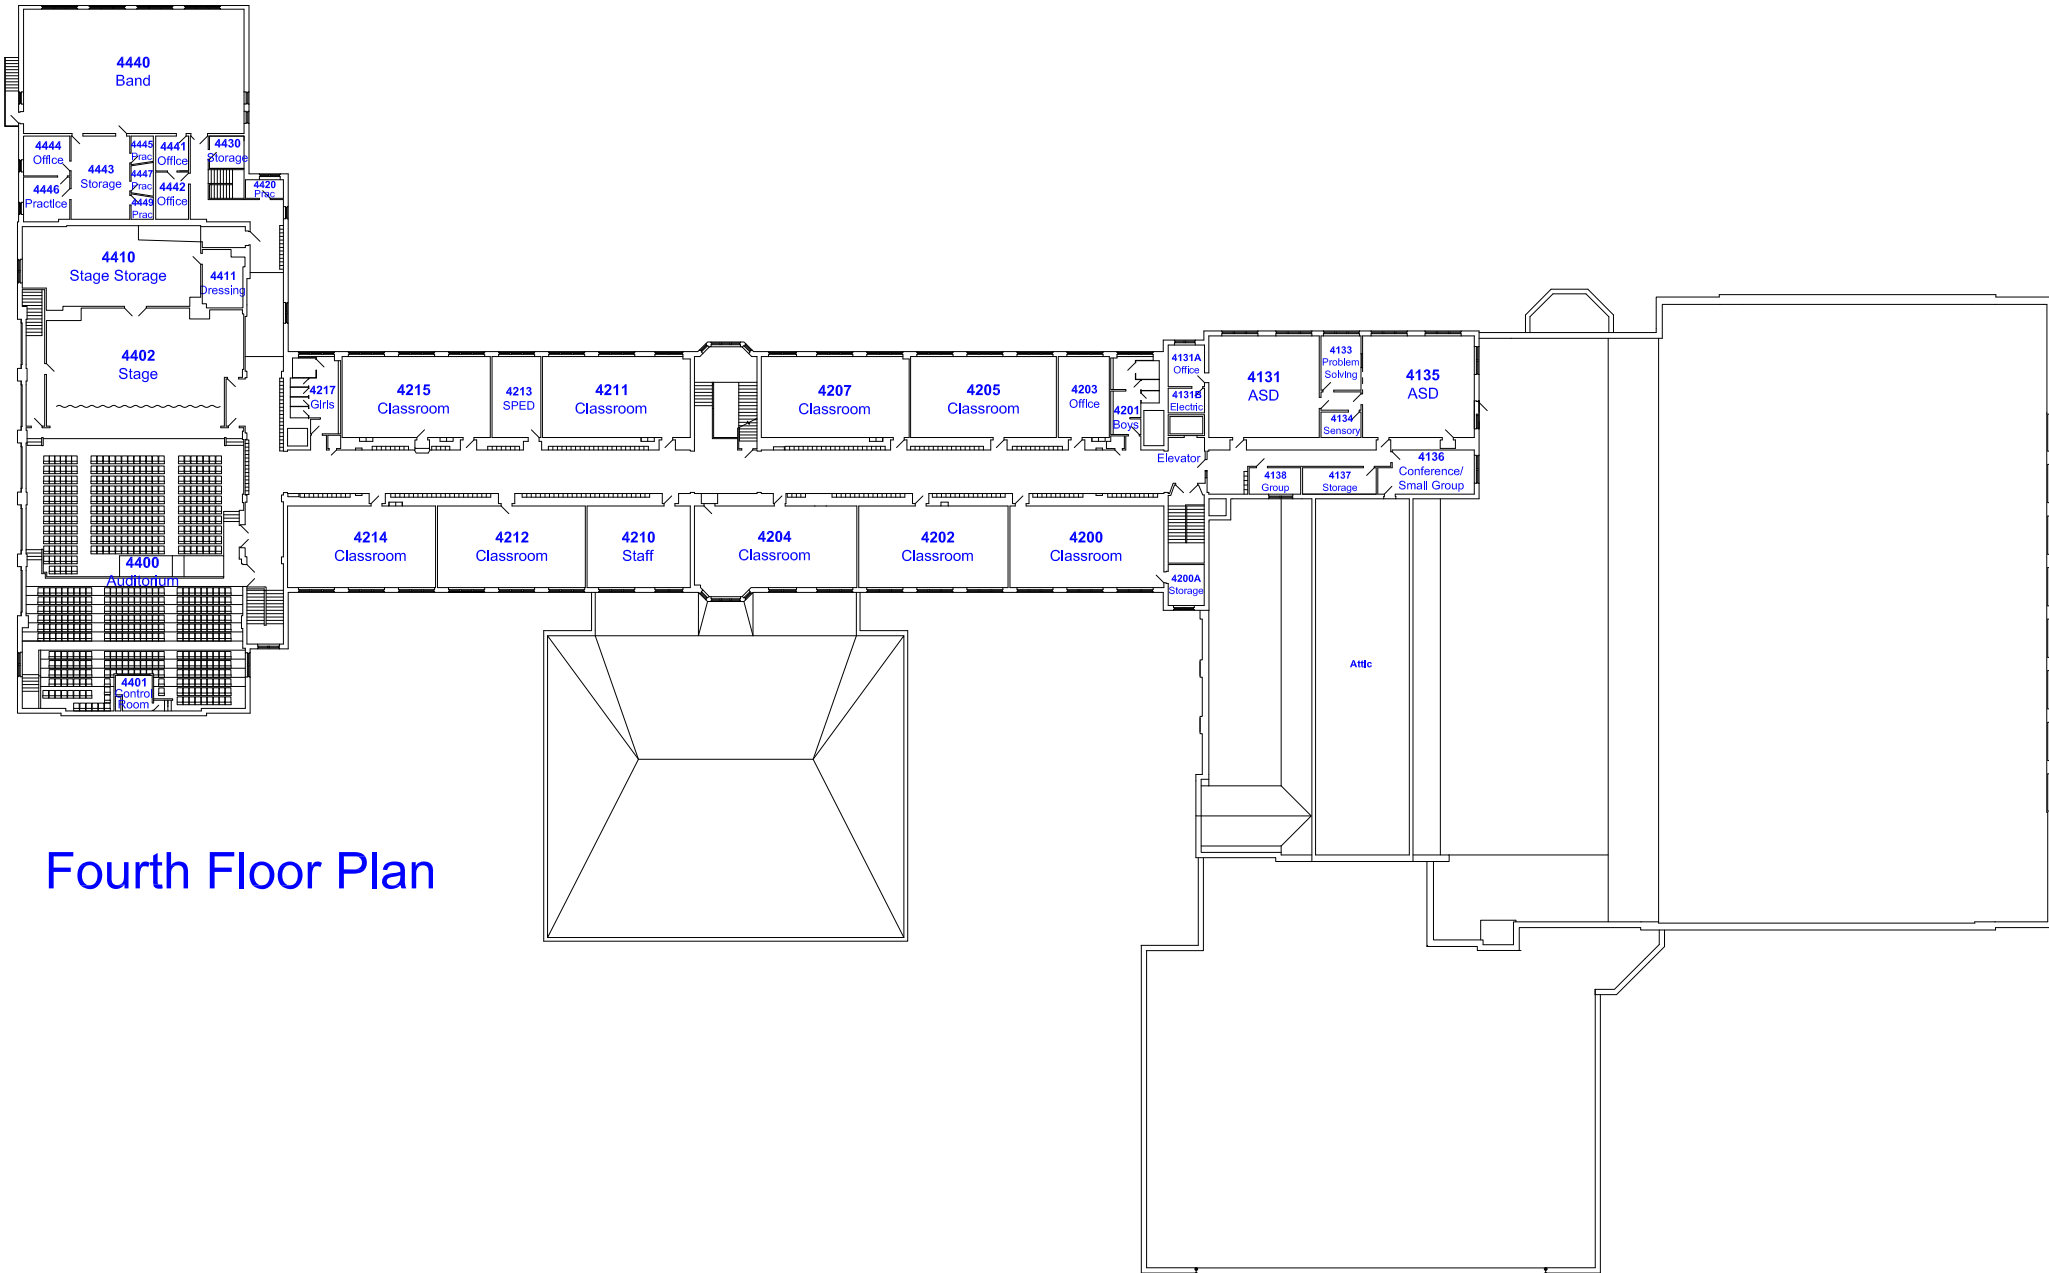 4440
Band
4444
Office
4443
Storage
4445
Prac
4441
Office
4430
Storage
4446
Practice
4447
Prac
4442
Office
4449
Prac
4420
Prac
4410
Stage Storage
4411
Dressing
4402
Stage
4217
Girls
4215
Classroom
4213
SPED
4211
Classroom
4207
Classroom
4205
Classroom
4203
Office
4201
Boys
4131A
Office
4131B
Electric
4131
ASD
4133
Problem
Solving
4134
Sensory
4135
ASD
Elevator
4138
Group
4137
Storage
4136
Conference/
Small Group
4214
Classroom
4212
Classroom
4210
Staff
4204
Classroom
4202
Classroom
4200
Classroom
4200A
Storage
4400
Auditorium
4401
Control
Room
Attic
Fourth Floor Plan